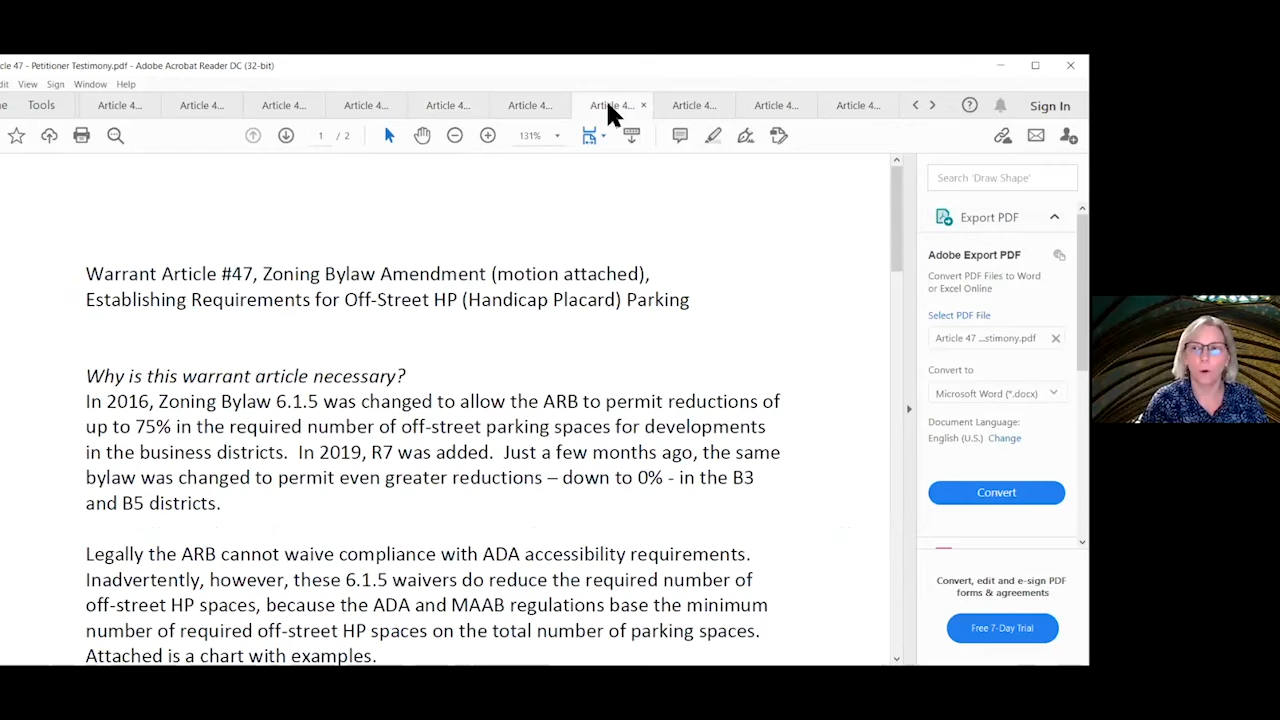 cle 47 - Petitioner Testimony.pdf - Adobe Acrobat Reader DC (32-bit)
dit View Sign Window Help
e Tools Article 4... Article 4... Article 4... Article 4... Article 4... Article 4... Article 4... × Article 4... Article 4... Article 4... Sign In
1 / 2 131%
Search 'Draw Shape'
Export PDF
Adobe Export PDF
Convert PDF Files to Word
or Excel Online
Select PDF File
Article 47 ...stimony.pdf
Convert to
Microsoft Word (*.docx)
Document Language:
English (U.S.) Change
Convert
Convert, edit and e-sign PDF
forms & agreements
Free 7-Day Trial
Warrant Article #47, Zoning Bylaw Amendment (motion attached),
Establishing Requirements for Off-Street HP (Handicap Placard) Parking
Why is this warrant article necessary?
In 2016, Zoning Bylaw 6.1.5 was changed to allow the ARB to permit reductions of
up to 75% in the required number of off-street parking spaces for developments
in the business districts. In 2019, R7 was added. Just a few months ago, the same
bylaw was changed to permit even greater reductions – down to 0% - in the B3
and B5 districts.
Legally the ARB cannot waive compliance with ADA accessibility requirements.
Inadvertently, however, these 6.1.5 waivers do reduce the required number of
off-street HP spaces, because the ADA and MAAB regulations base the minimum
number of required off-street HP spaces on the total number of parking spaces.
Attached is a chart with examples.